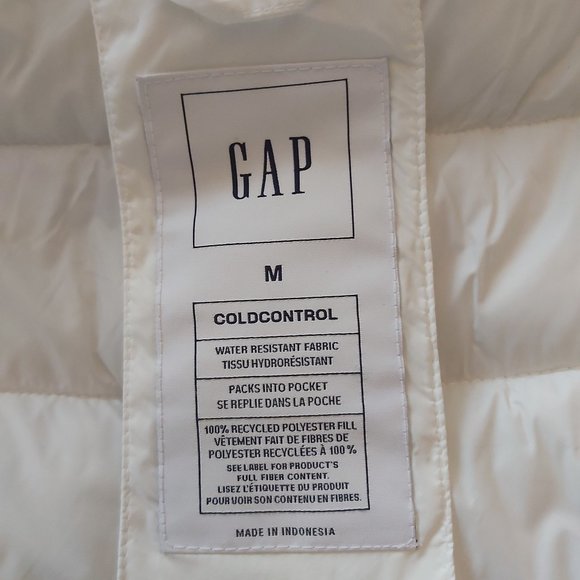 GAP
M
COLDCONTROL
WATER RESISTANT FABRIC
TISSU HYDRORÉSISTANT
PACKS INTO POCKET
SE REPLIE DANS LA POCHE
100% RECYCLED POLYESTER FILL
VÊTEMENT FAIT DE FIBRES DE
POLYESTER RECYCLÉES À 100 %
SEE LABEL FOR PRODUCT'S
FULL FIBER CONTENT.
LISEZ L'ÉTIQUETTE DU PRODUIT
POUR VOIR SON CONTENU EN FIBRES.
MADE IN INDONESIA